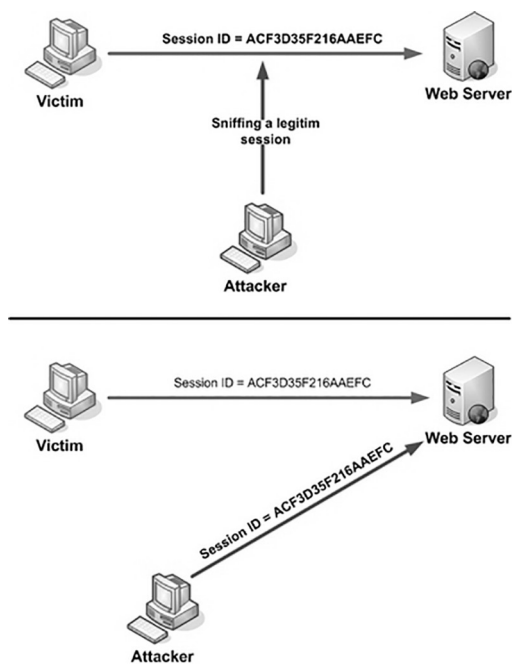 Session ID = ACF3D35F216AAEFC
Victim
Web Server
Sniffing a legitim
session
Attacker
Session ID = ACF3D35F216AAEFC
Victim
Web Server
Session ID = ACF3D35F216AAEFC
Attacker